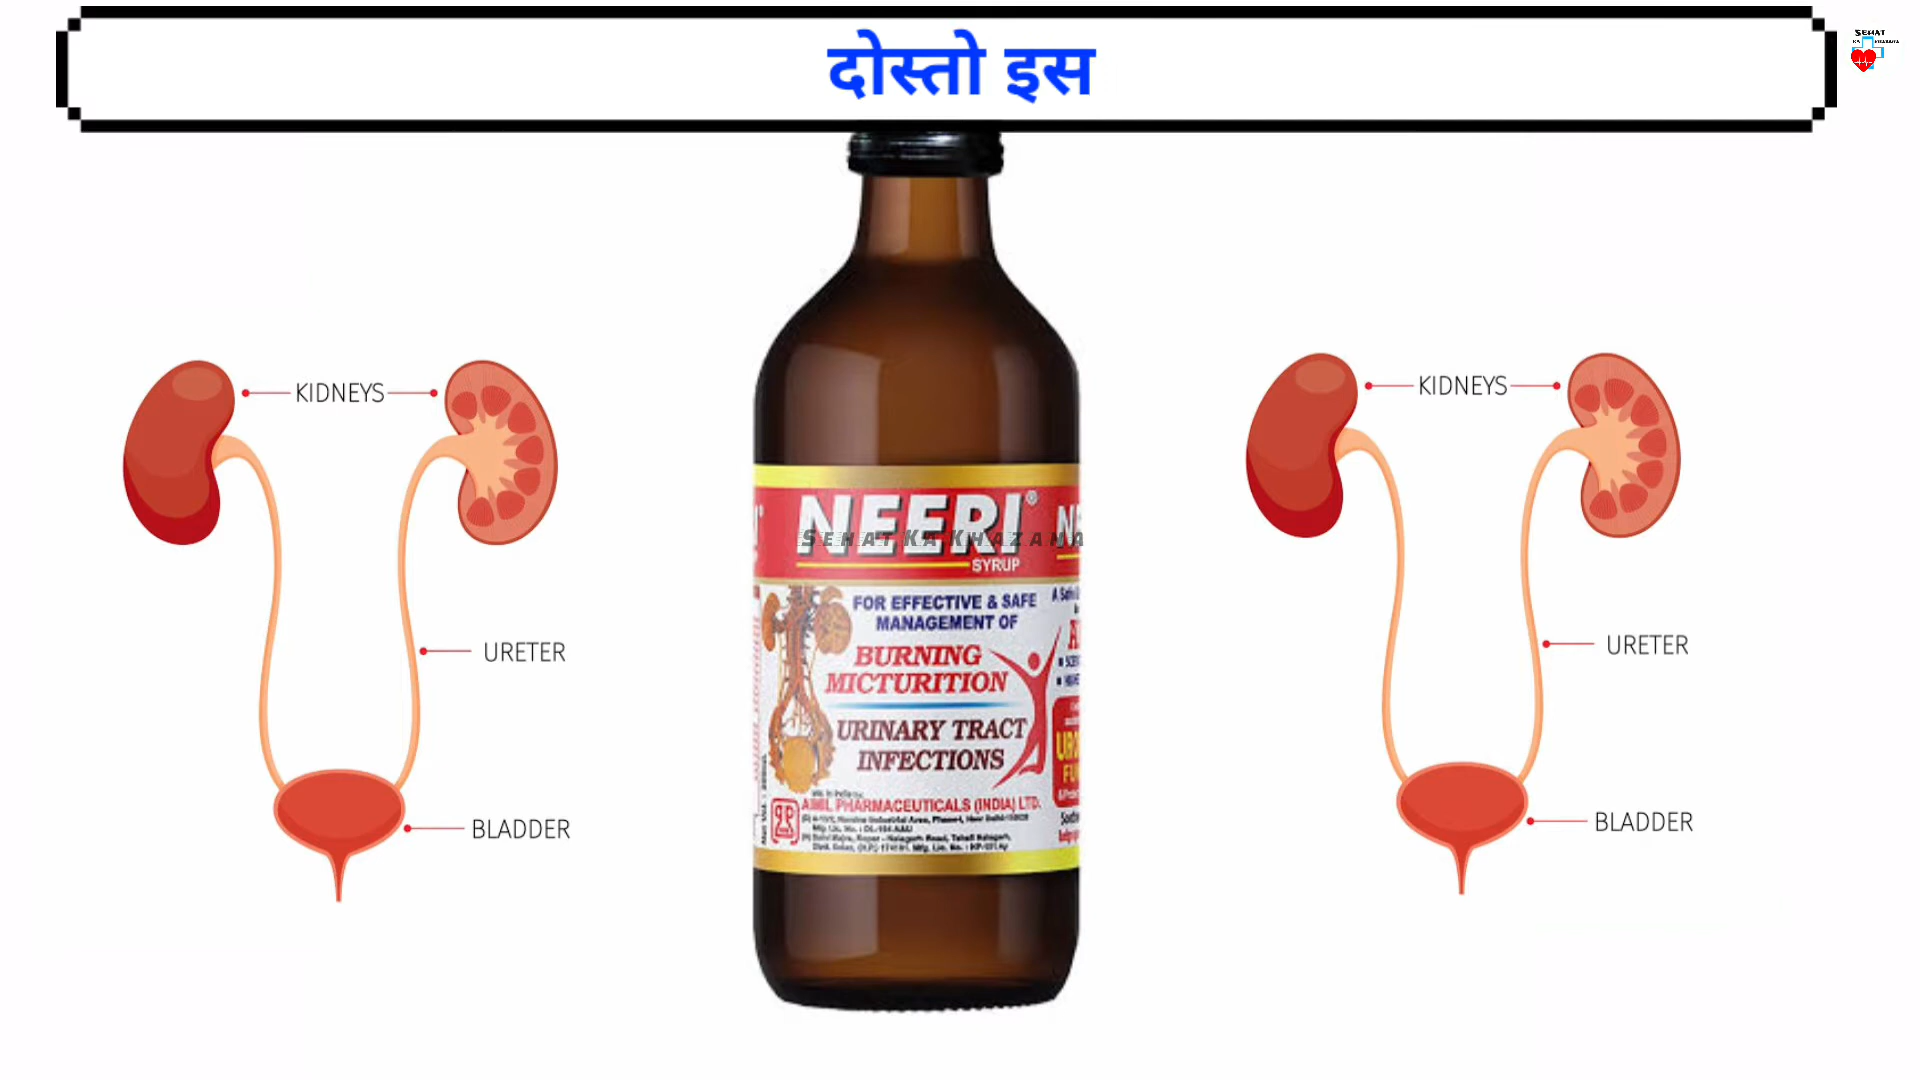 दोस्तो इस
SEHAT
KIDNEYS
KIDNEYS
NEERI®
SEHAT KA KHAZANA
SYRUP
FOR EFFECTIVE & SAFE
MANAGEMENT OF
BURNING
MICTURITION
URINARY TRACT
INFECTIONS
AIMIL PHARMACEUTICALS (INDIA) LTD.
URETER
URETER
BLADDER
BLADDER